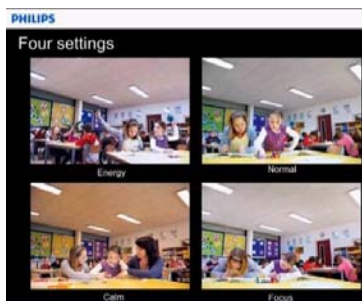 PHILIPS
Four settings
Energy
Normal
Calm
Focus